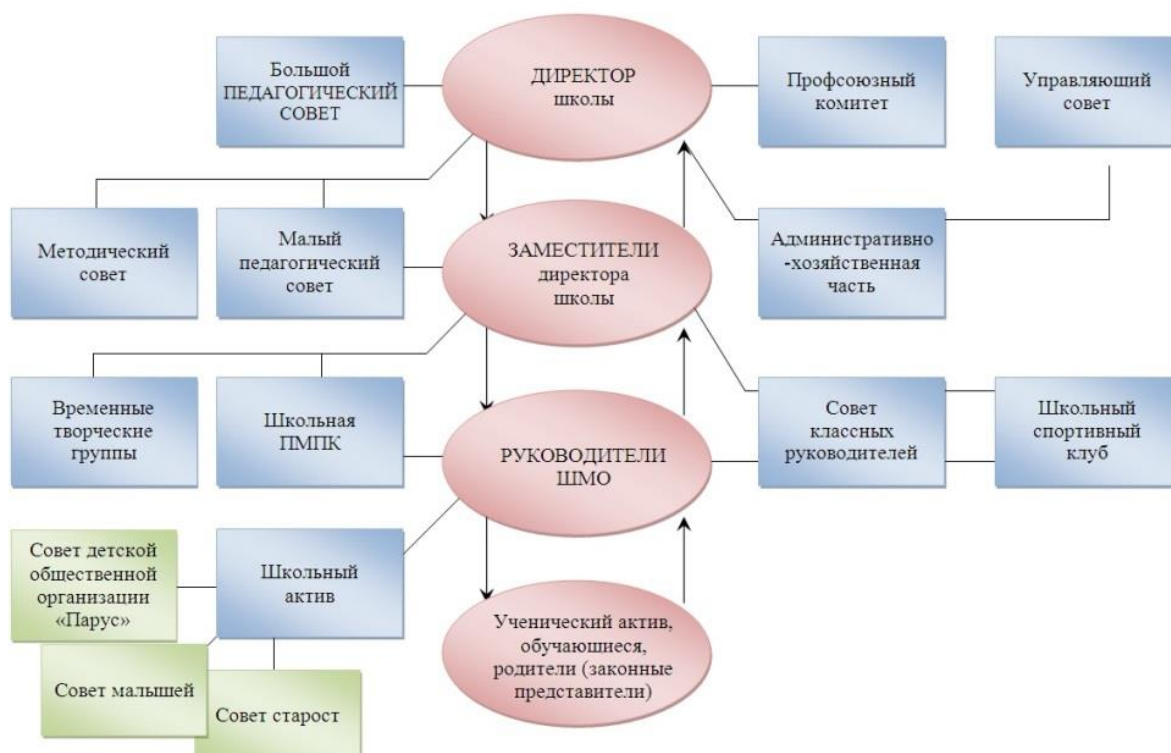 Большой
ПЕДАГОГИЧЕСКИЙ
СОВЕТ
ДИРЕКТОР
школы
Профсоюзный
комитет
Управляющий
совет
Методический
совет
Малый
педагогический
совет
ЗАМЕСТИТЕЛИ
директора
школы
Административно
-хозяйственная
часть
Временные
творческие
группы
Школьная
ПМПК
РУКОВОДИТЕЛИ
ШМО
Совет
классных
руководителей
Школьный
спортивный
клуб
Совет детской
общественной
организации
«Парус»
Школьный
актив
Ученический актив,
обучающиеся,
родители (законные
представители)
Совет малышей
Совет старост